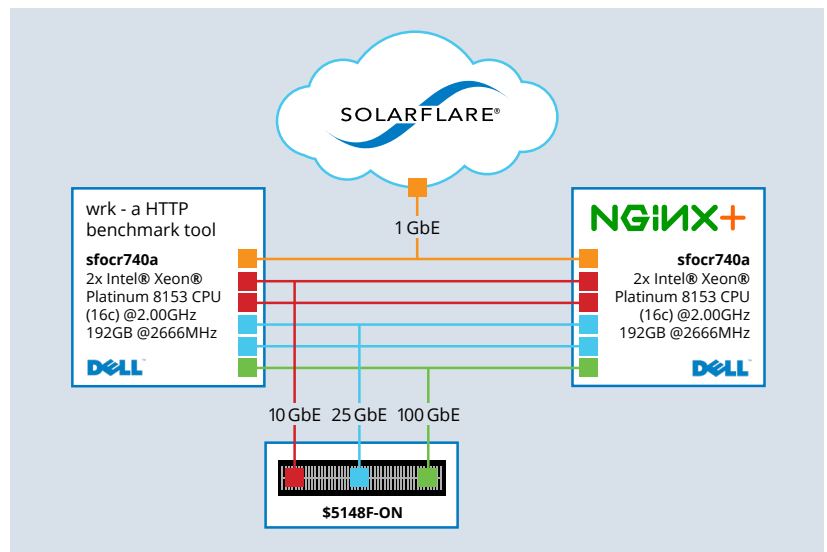 SOLARFLARE®
wrk - a HTTP
benchmark tool
sfocr740a
2x Intel® Xeon®
Platinum 8153 CPU
(16c) @2.00GHz
192GB @2666MHz
DELL™
1 GbE
NGiNX+
sfocr740a
2x Intel® Xeon®
Platinum 8153 CPU
(16c) @2.00GHz
192GB @2666MHz
DELL™
10 GbE 25 GbE 100 GbE
$5148F-ON